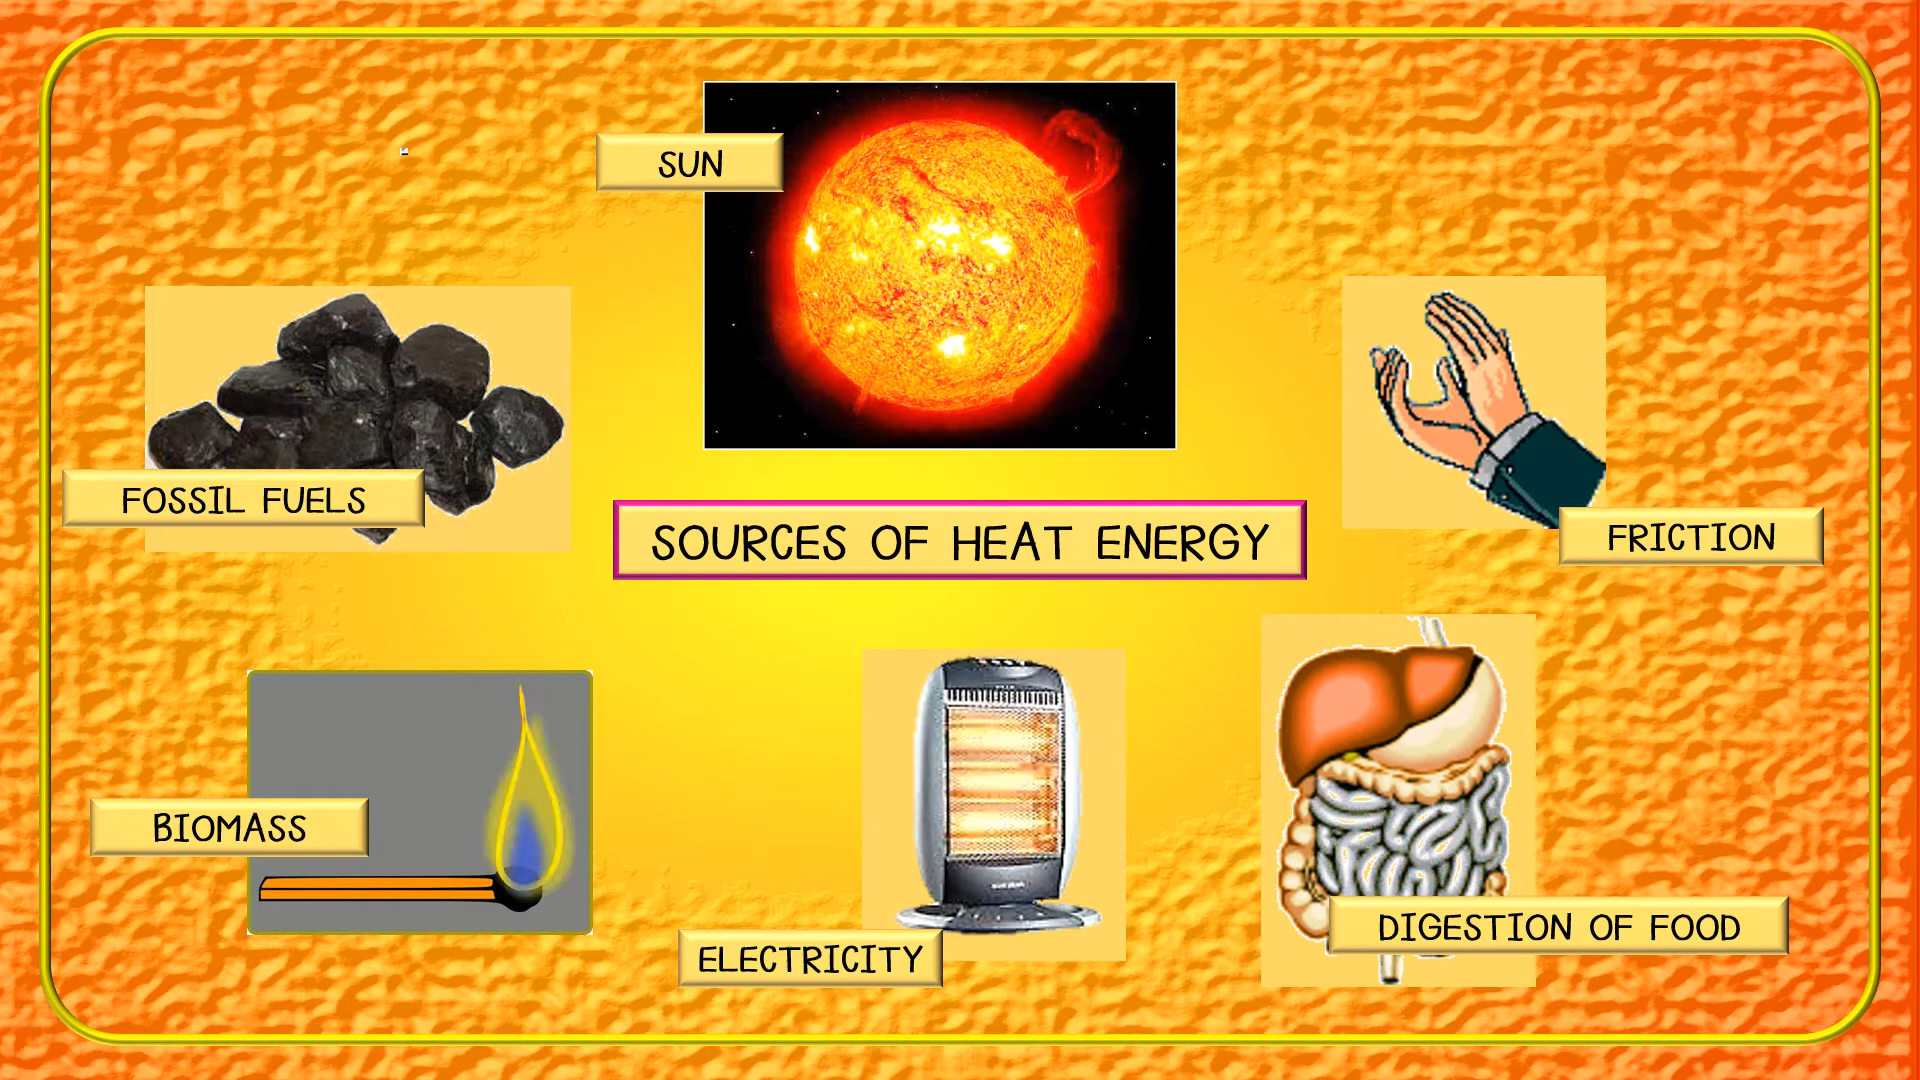 SUN
FOSSIL FUELS
SOURCES OF HEAT ENERGY
FRICTION
BIOMASS
ELECTRICITY
DIGESTION OF FOOD